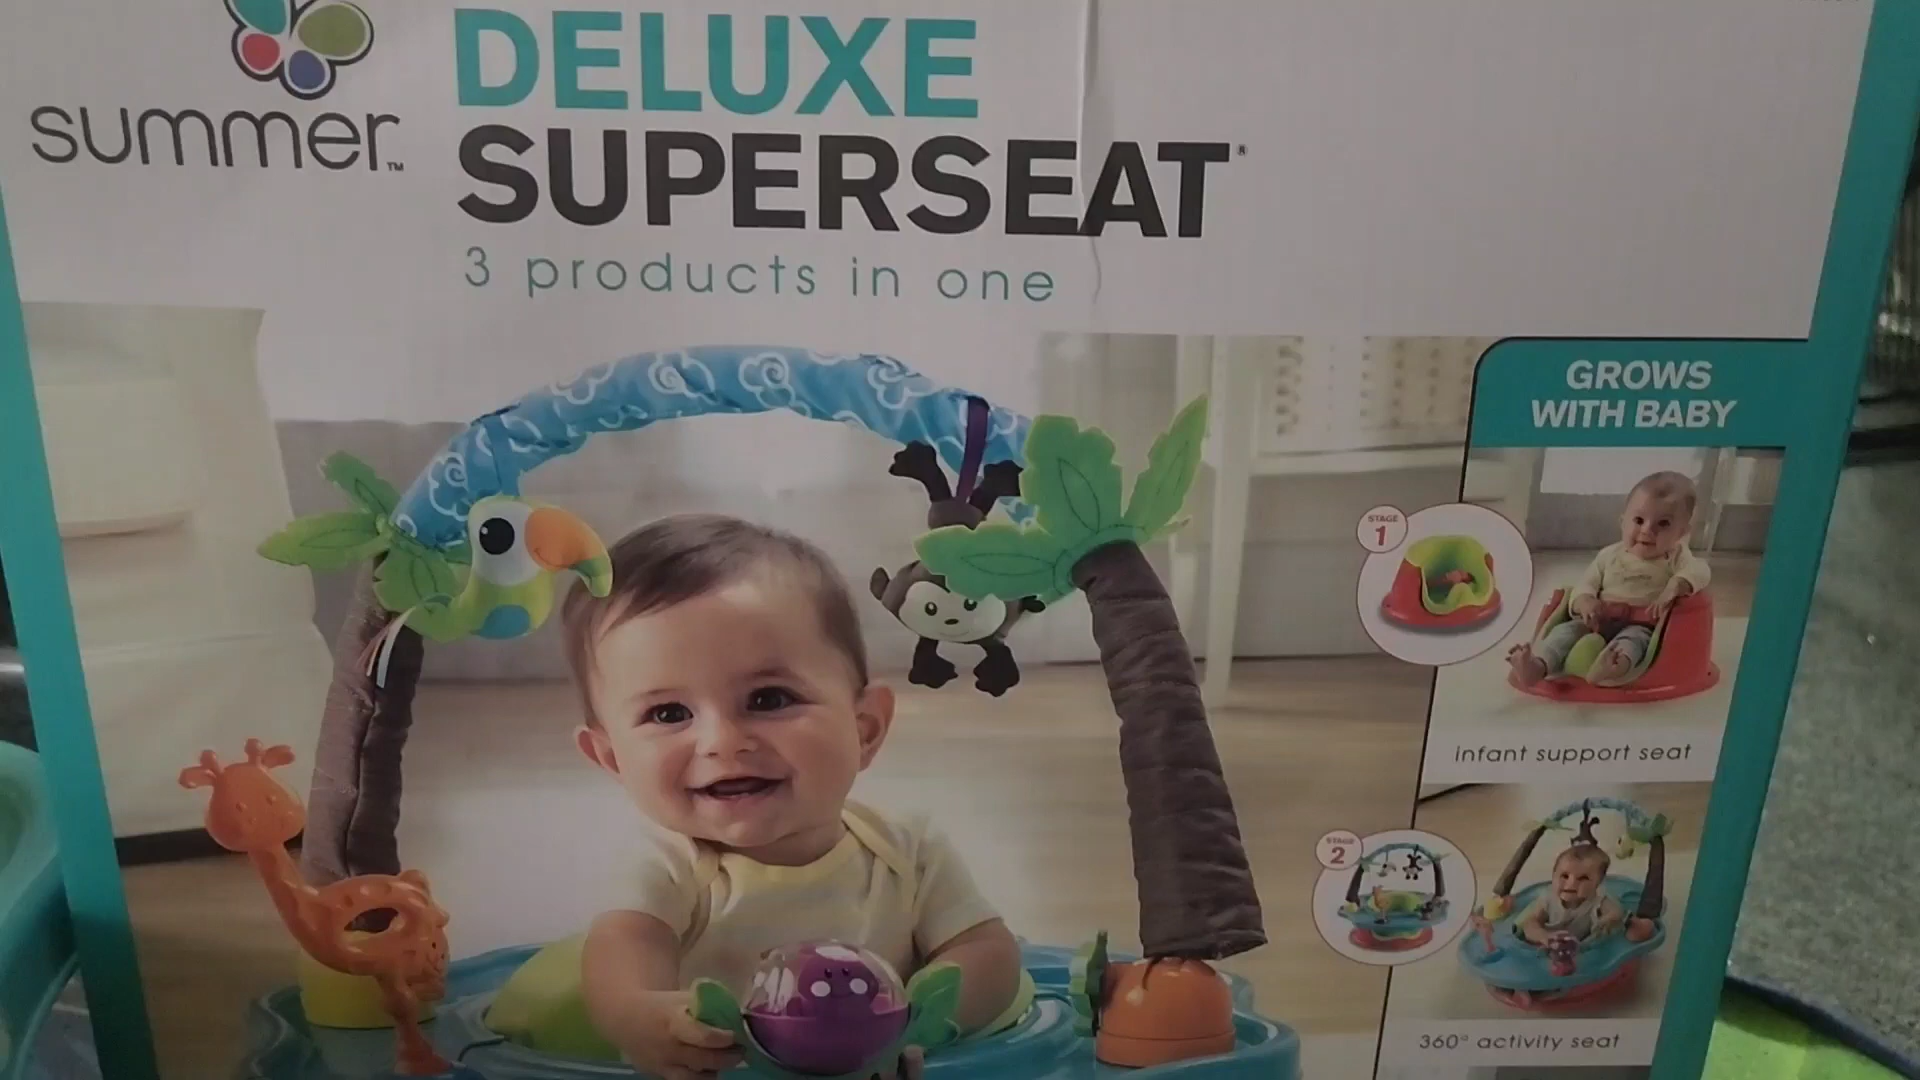 summer™
DELUXE
SUPERSEAT®
3 products in one
GROWS
WITH BABY
STAGE
1
infant support seat
STAGE
2
360° activity seat